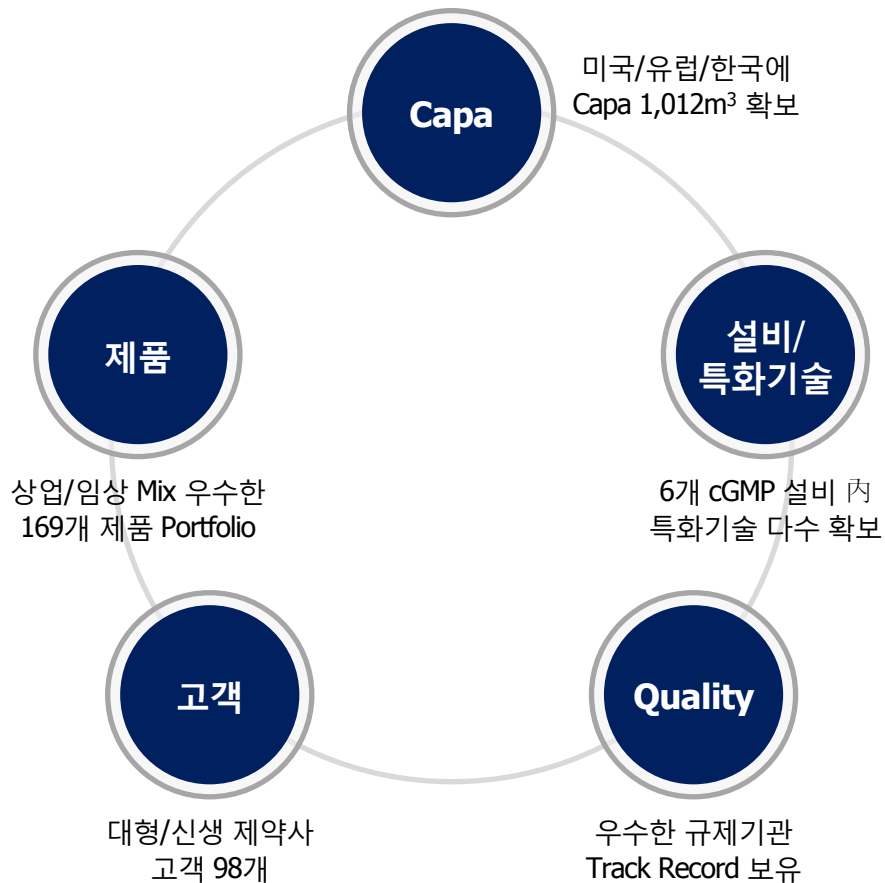 Capa
미국/유럽/한국에
Capa 1,012m³ 확보
설비/
특화기술
6개 cGMP 설비 內
특화기술 다수 확보
Quality
우수한 규제기관
Track Record 보유
고객
대형/신생 제약사
고객 98개
제품
상업/임상 Mix 우수한
169개 제품 Portfolio